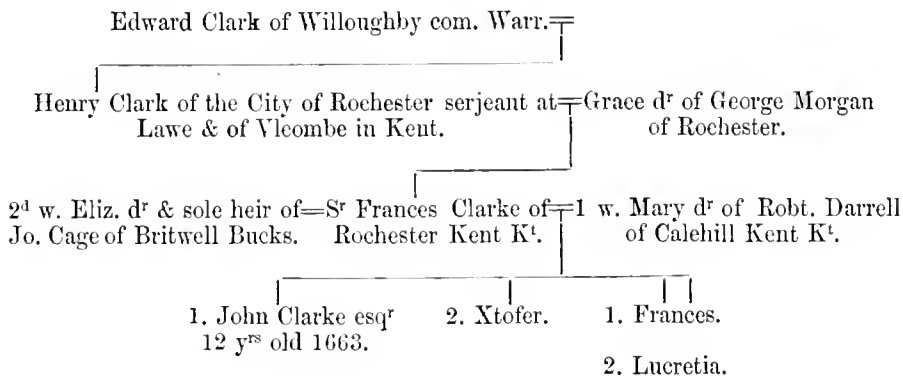 Edward Clark of Willoughby com. Warr.
Henry Clark of the City of Rochester serjeant at
Lawe & of Vlcombe in Kent.
Grace dr of George Morgan
of Rochester.
2d w. Eliz. dr & sole heir of
Jo. Cage of Britwell Bucks.
Sr Frances Clarke of
Rochester Kent Kt.
1 w. Mary dr of Robt. Darrell
of Calehill Kent Kt.
1. John Clarke esqr
12 yrs old 1663.
2. Xtofer.
1. Frances.
2. Lucretia.